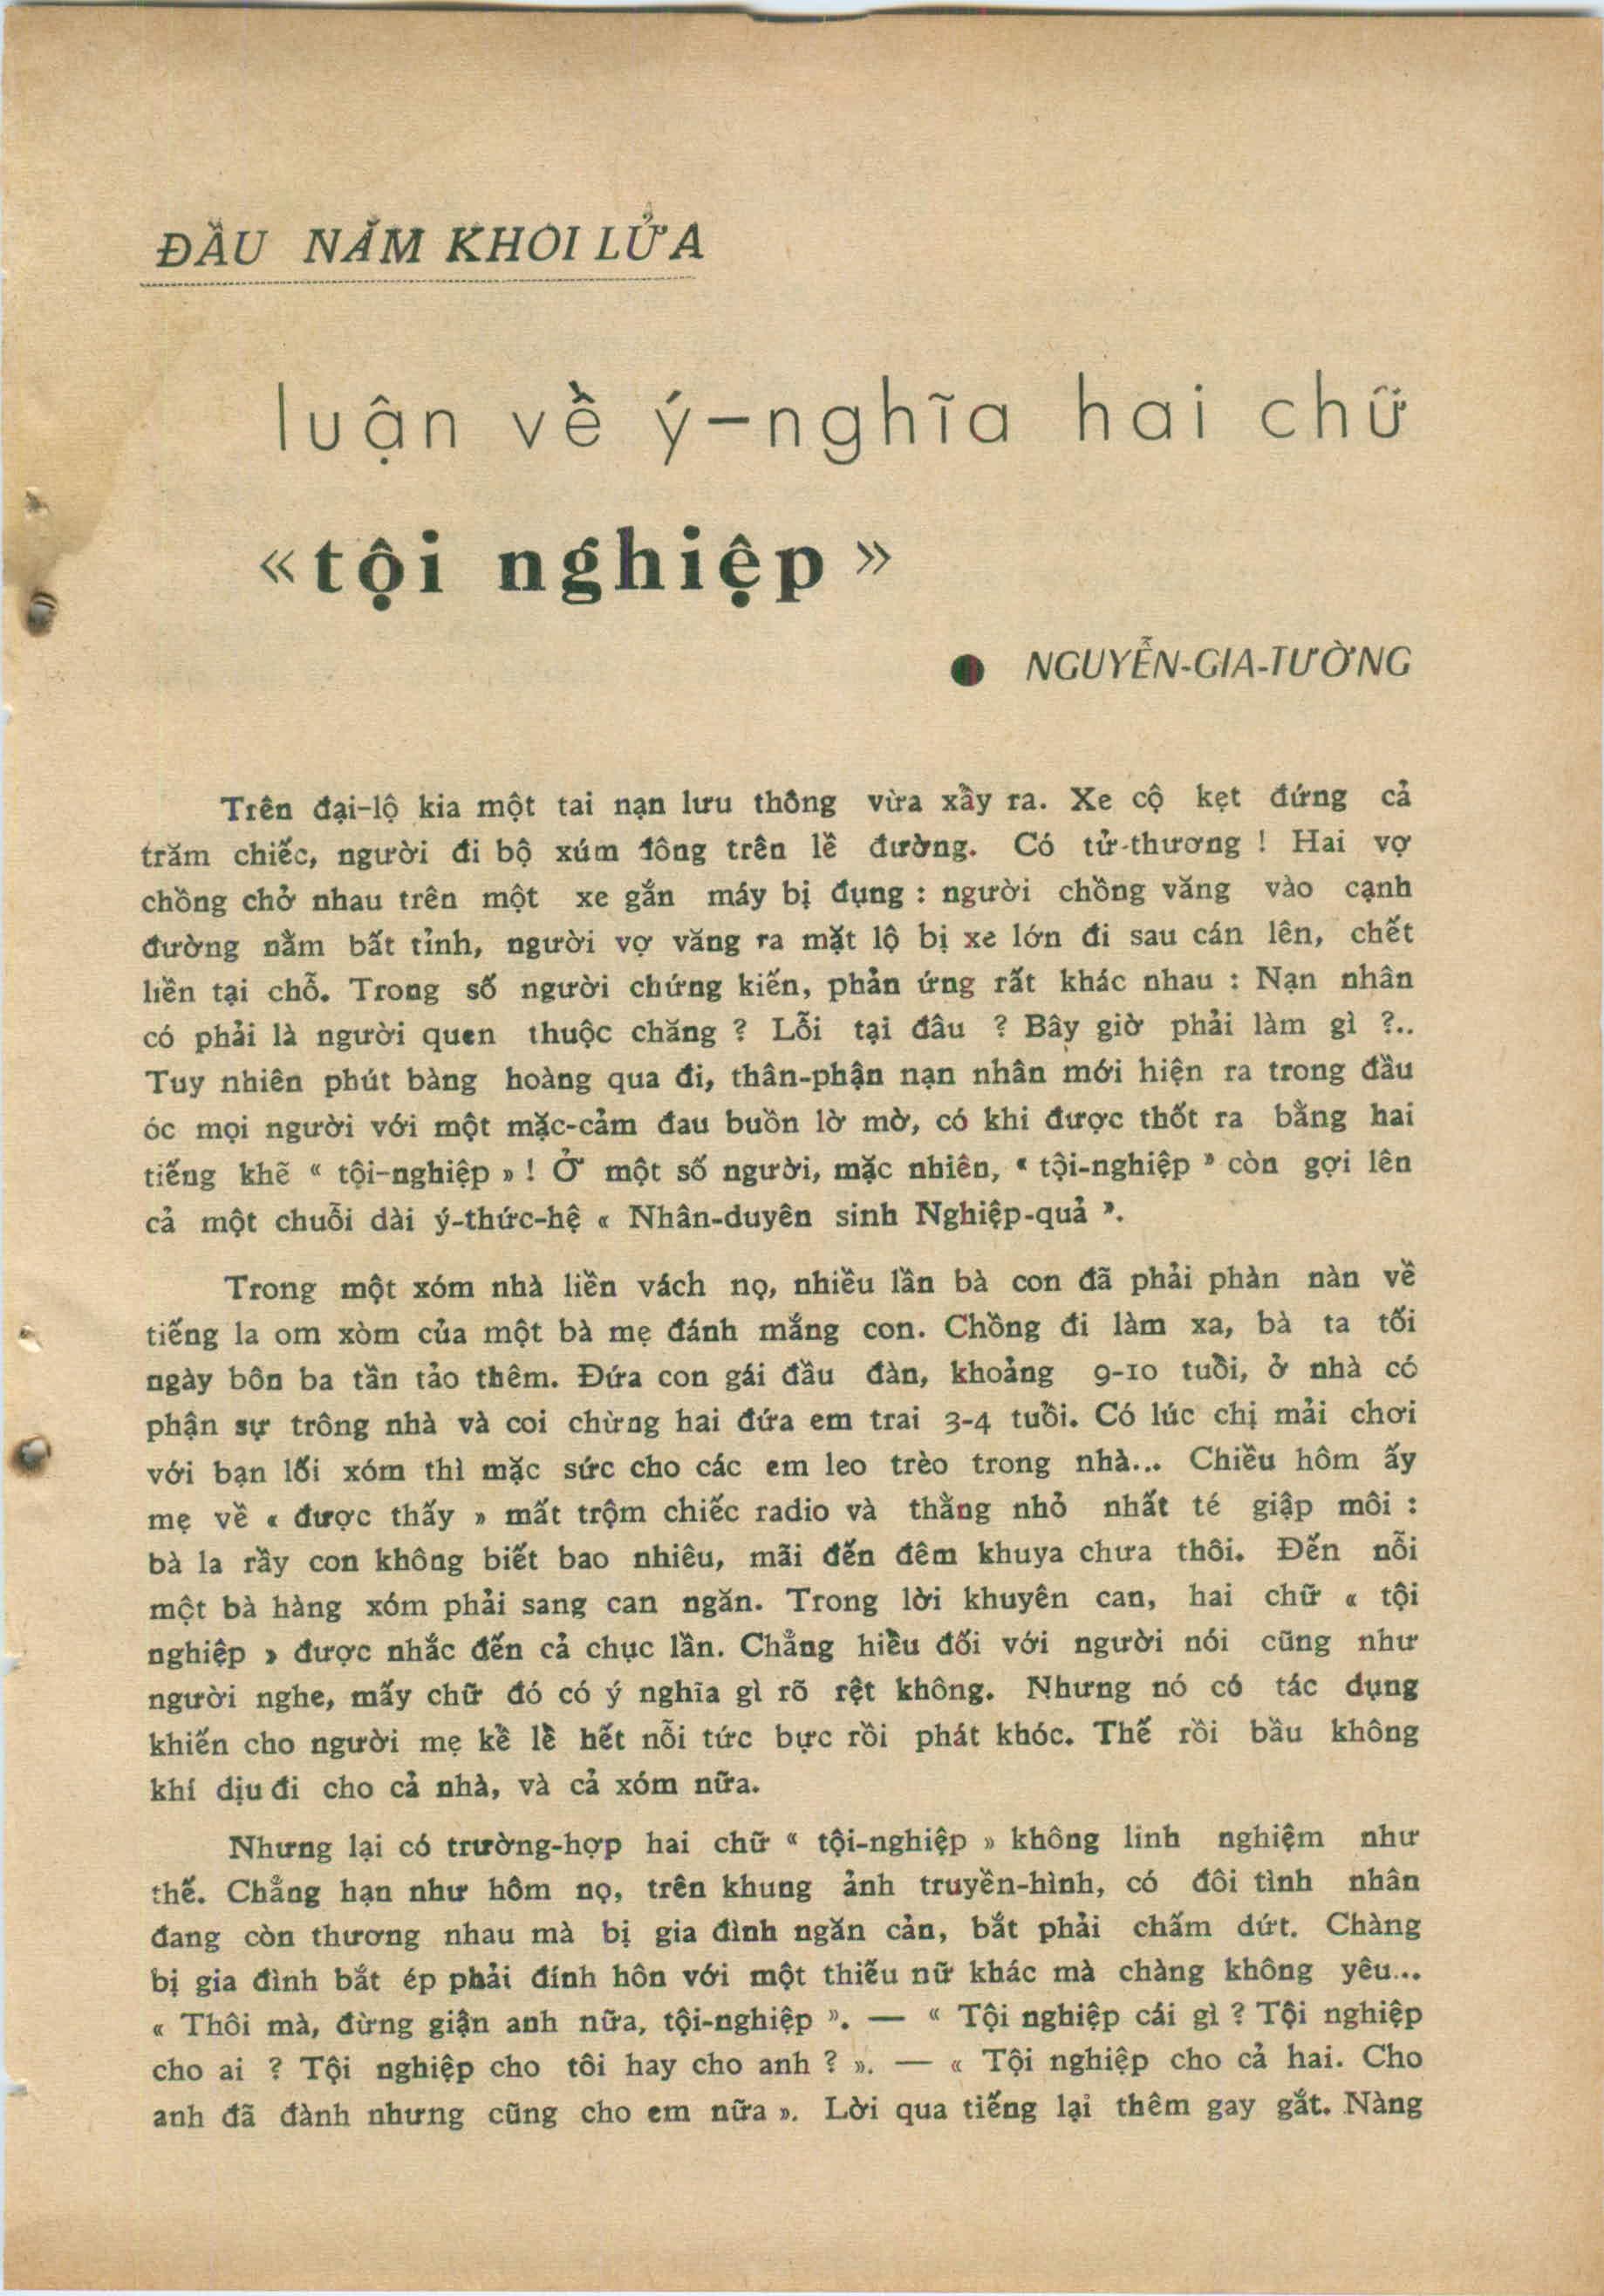 ĐẦU NĂM KHOI LỬA
luận về ý-nghĩa hai chữ
«tội nghiệp»
● NGUYỄN-GIA-TƯỜNG
Trên đại-lộ kia một tai nạn lưu thông vừa xẩy ra. Xe cộ kẹt đứng cả
trăm chiếc, người đi bộ xúm đông trên lề đường. Có tử-thương ! Hai vợ
chồng chở nhau trên một xe gắn máy bị đụng : người chồng văng vào cạnh
đường nằm bất tỉnh, người vợ văng ra mặt lộ bị xe lớn đi sau cán lên, chết
liền tại chỗ. Trong số người chứng kiến, phản ứng rất khác nhau : Nạn nhân
có phải là người quen thuộc chăng ? Lỗi tại đâu ? Bây giờ phải làm gì ?..
Tuy nhiên phút bàng hoàng qua đi, thân-phận nạn nhân mới hiện ra trong đầu
óc mọi người với một mặc-cảm đau buồn lờ mờ, có khi được thốt ra bằng hai
tiếng khẽ « tội-nghiệp » ! Ở một số người, mặc nhiên, « tội-nghiệp » còn gợi lên
cả một chuỗi dài ý-thức-hệ « Nhân-duyên sinh Nghiệp-quả ».
Trong một xóm nhà liền vách nọ, nhiều lần bà con đã phải phàn nàn về
tiếng la om xòm của một bà mẹ đánh mắng con. Chồng đi làm xa, bà ta tối
ngày bôn ba tần tảo thêm. Đứa con gái đầu đàn, khoảng 9-10 tuổi, ở nhà có
phận sự trông nhà và coi chừng hai đứa em trai 3-4 tuổi. Có lúc chị mải chơi
với bạn lối xóm thì mặc sức cho các em leo trèo trong nhà... Chiều hôm ấy
mẹ về « được thấy » mất trộm chiếc radio và thằng nhỏ nhất té giập môi :
bà la rầy con không biết bao nhiêu, mãi đến đêm khuya chưa thôi. Đến nỗi
một bà hàng xóm phải sang can ngăn. Trong lời khuyên can, hai chữ « tội
nghiệp » được nhắc đến cả chục lần. Chẳng hiểu đối với người nói cũng như
người nghe, mấy chữ đó có ý nghĩa gì rõ rệt không. Nhưng nó có tác dụng
khiến cho người mẹ kể lể hết nỗi tức bực rồi phát khóc. Thế rồi bầu không
khí dịu đi cho cả nhà, và cả xóm nữa.
Nhưng lại có trường-hợp hai chữ « tội-nghiệp » không linh nghiệm như
thế. Chẳng hạn như hôm nọ, trên khung ảnh truyền-hình, có đôi tình nhân
đang còn thương nhau mà bị gia đình ngăn cản, bắt phải chấm dứt. Chàng
bị gia đình bắt ép phải đính hôn với một thiếu nữ khác mà chàng không yêu...
« Thôi mà, đừng giận anh nữa, tội-nghiệp ». — « Tội nghiệp cái gì ? Tội nghiệp
cho ai ? Tội nghiệp cho tôi hay cho anh ? ». — « Tội nghiệp cho cả hai. Cho
anh đã đành nhưng cũng cho em nữa ». Lời qua tiếng lại thêm gay gắt. Nàng